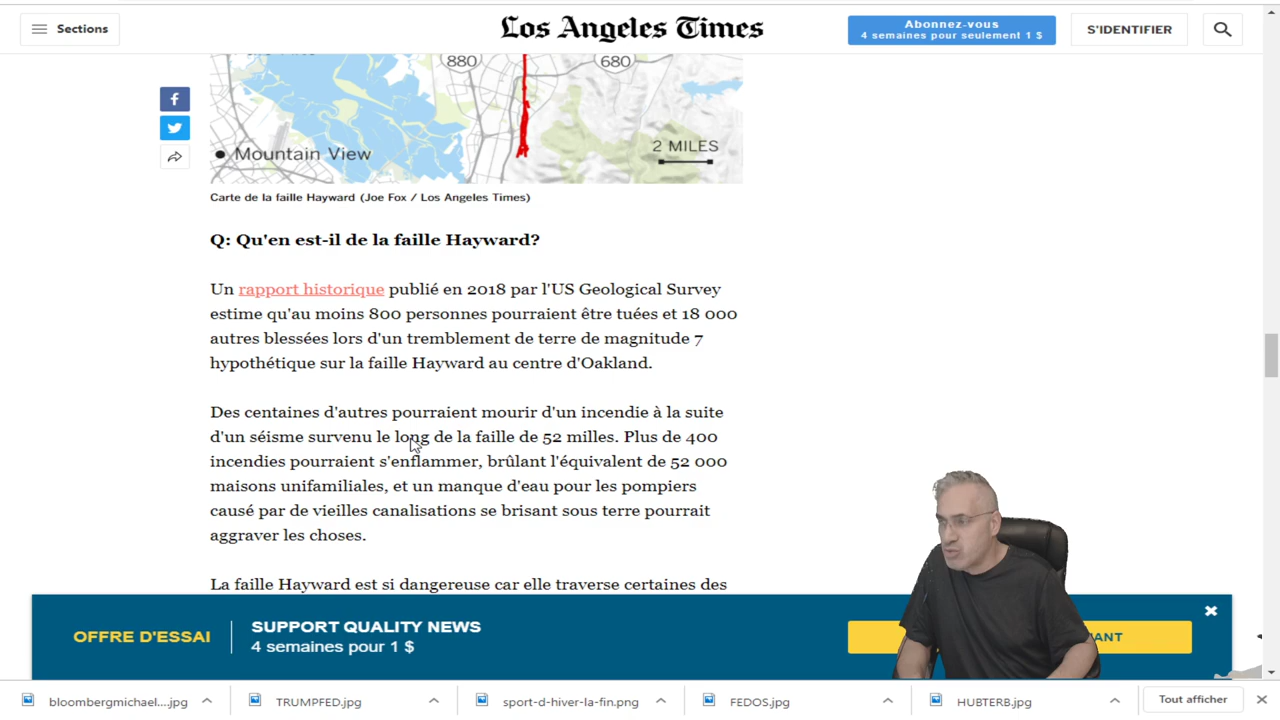 Sections
Los Angeles Times
Abonnez-vous
4 semaines pour seulement 1 $
S'IDENTIFIER
880
680
Mountain View
2 MILES
Carte de la faille Hayward (Joe Fox / Los Angeles Times)
Q: Qu'en est-il de la faille Hayward?
Un rapport historique publié en 2018 par l'US Geological Survey
estime qu'au moins 800 personnes pourraient être tuées et 18 000
autres blessées lors d'un tremblement de terre de magnitude 7
hypothétique sur la faille Hayward au centre d'Oakland.
Des centaines d'autres pourraient mourir d'un incendie à la suite
d'un séisme survenu le long de la faille de 52 milles. Plus de 400
incendies pourraient s'enflammer, brûlant l'équivalent de 52 000
maisons unifamiliales, et un manque d'eau pour les pompiers
causé par de vieilles canalisations se brisant sous terre pourrait
aggraver les choses.
La faille Hayward est si dangereuse car elle traverse certaines des
OFFRE D'ESSAI
SUPPORT QUALITY NEWS
4 semaines pour 1 $
bloombergmichael....jpg
TRUMPFED.jpg
sport-d-hiver-la-fin.png
FEDOS.jpg
HUBTERB.jpg
Tout afficher